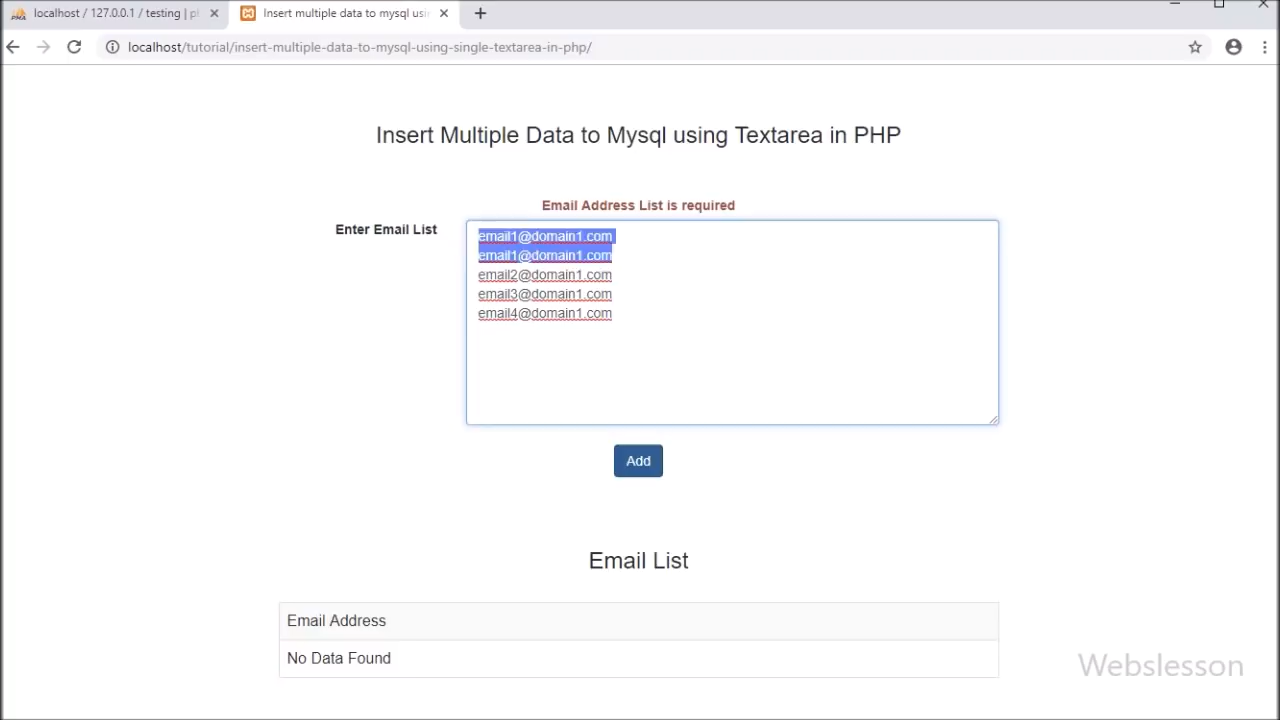 localhost / 127.0.0.1 / testing | pl
Insert multiple data to mysql usin
localhost/tutorial/insert-multiple-data-to-mysql-using-single-textarea-in-php/
Insert Multiple Data to Mysql using Textarea in PHP
Email Address List is required
Enter Email List
email1@domain1.com
email1@domain1.com
email2@domain1.com
email3@domain1.com
email4@domain1.com
Add
Email List
Email Address
No Data Found
Webslesson